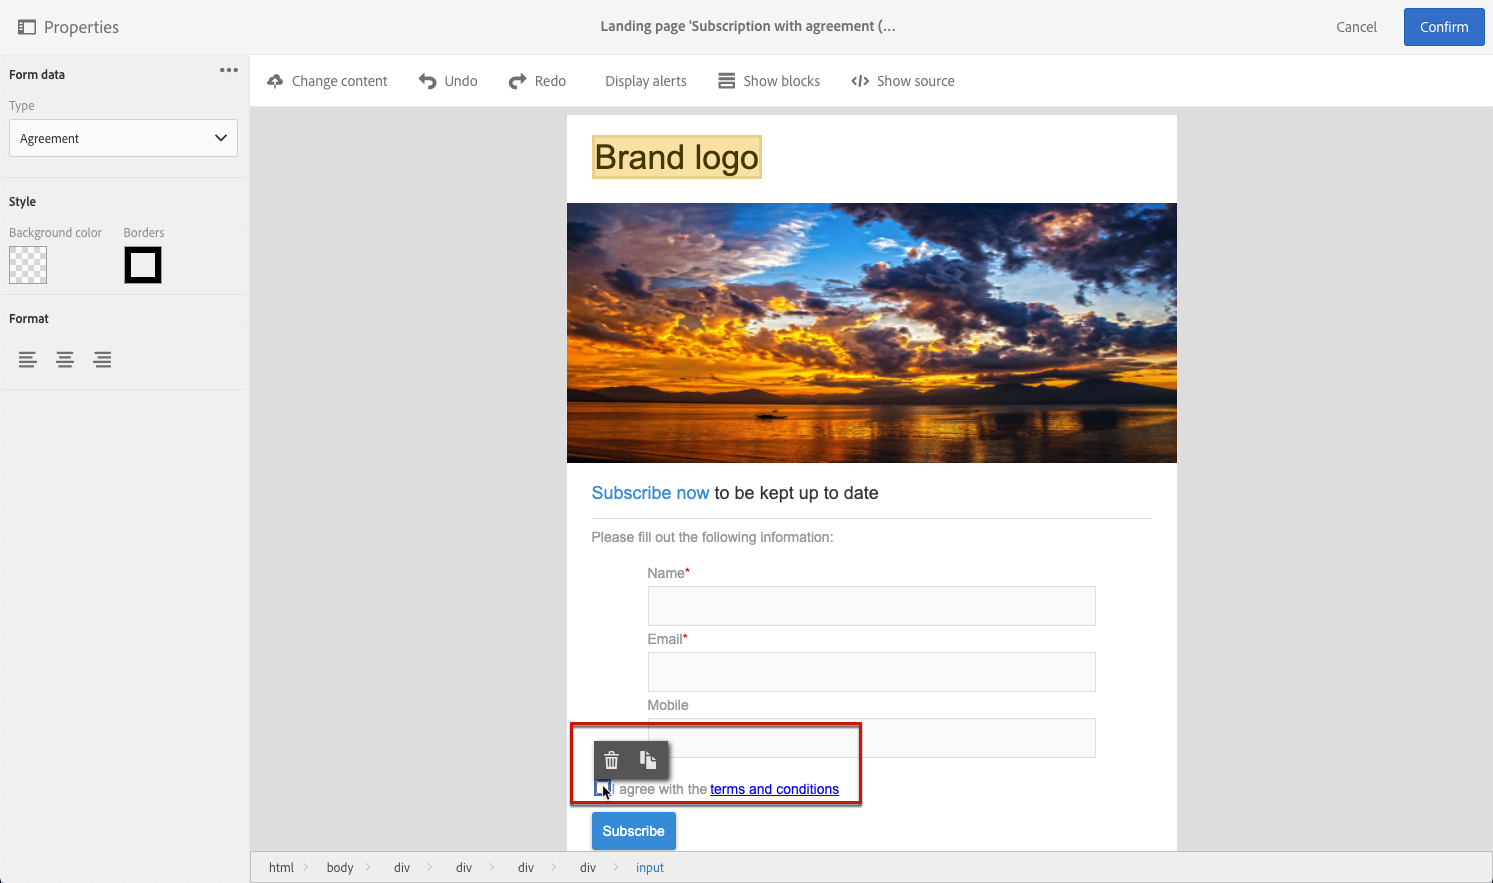 Properties
Landing page 'Subscription with agreement (...
Cancel
Confirm
Form data
Type
Agreement
Style
Background color
Borders
Format
Change content
Undo
Redo
Display alerts
Show blocks
Show source
Brand logo
Subscribe now to be kept up to date
Please fill out the following information:
Name*
Email*
Mobile
I agree with the terms and conditions
Subscribe
html
body
div
div
div
div
input